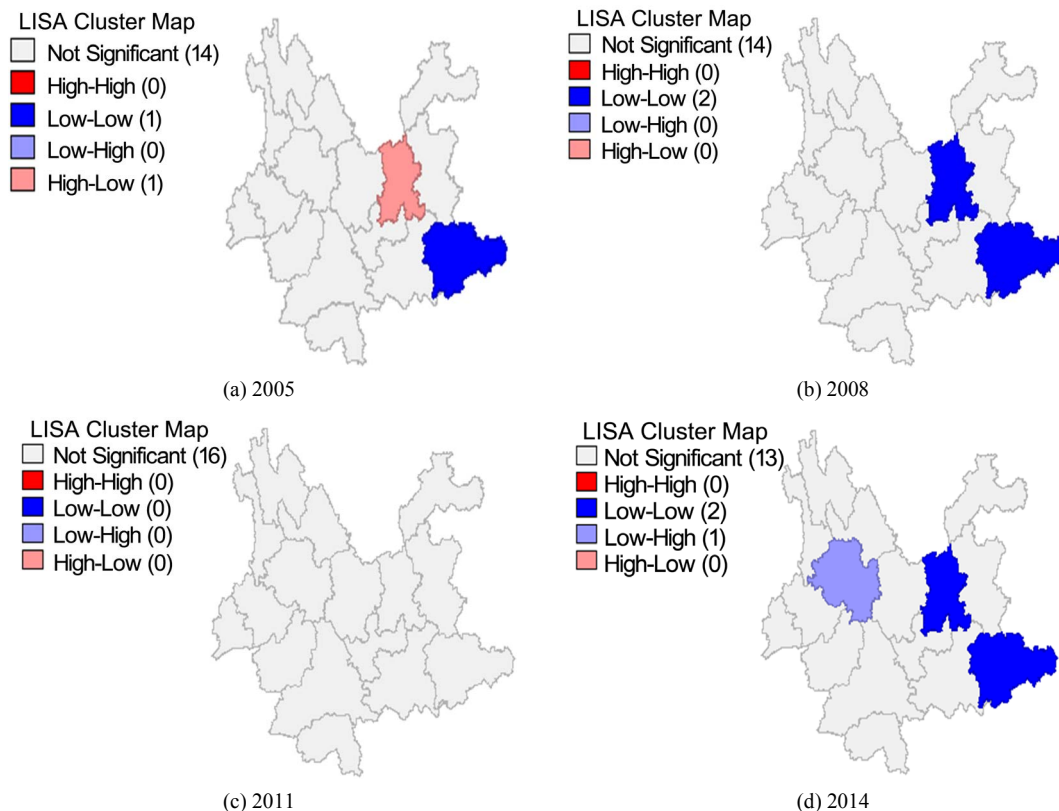 LISA Cluster Map
Not Significant (14)
High-High (0)
Low-Low (1)
Low-High (0)
High-Low (1)
(a) 2005
LISA Cluster Map
Not Significant (14)
High-High (0)
Low-Low (2)
Low-High (0)
High-Low (0)
(b) 2008
LISA Cluster Map
Not Significant (16)
High-High (0)
Low-Low (0)
Low-High (0)
High-Low (0)
(c) 2011
LISA Cluster Map
Not Significant (13)
High-High (0)
Low-Low (2)
Low-High (1)
High-Low (0)
(d) 2014